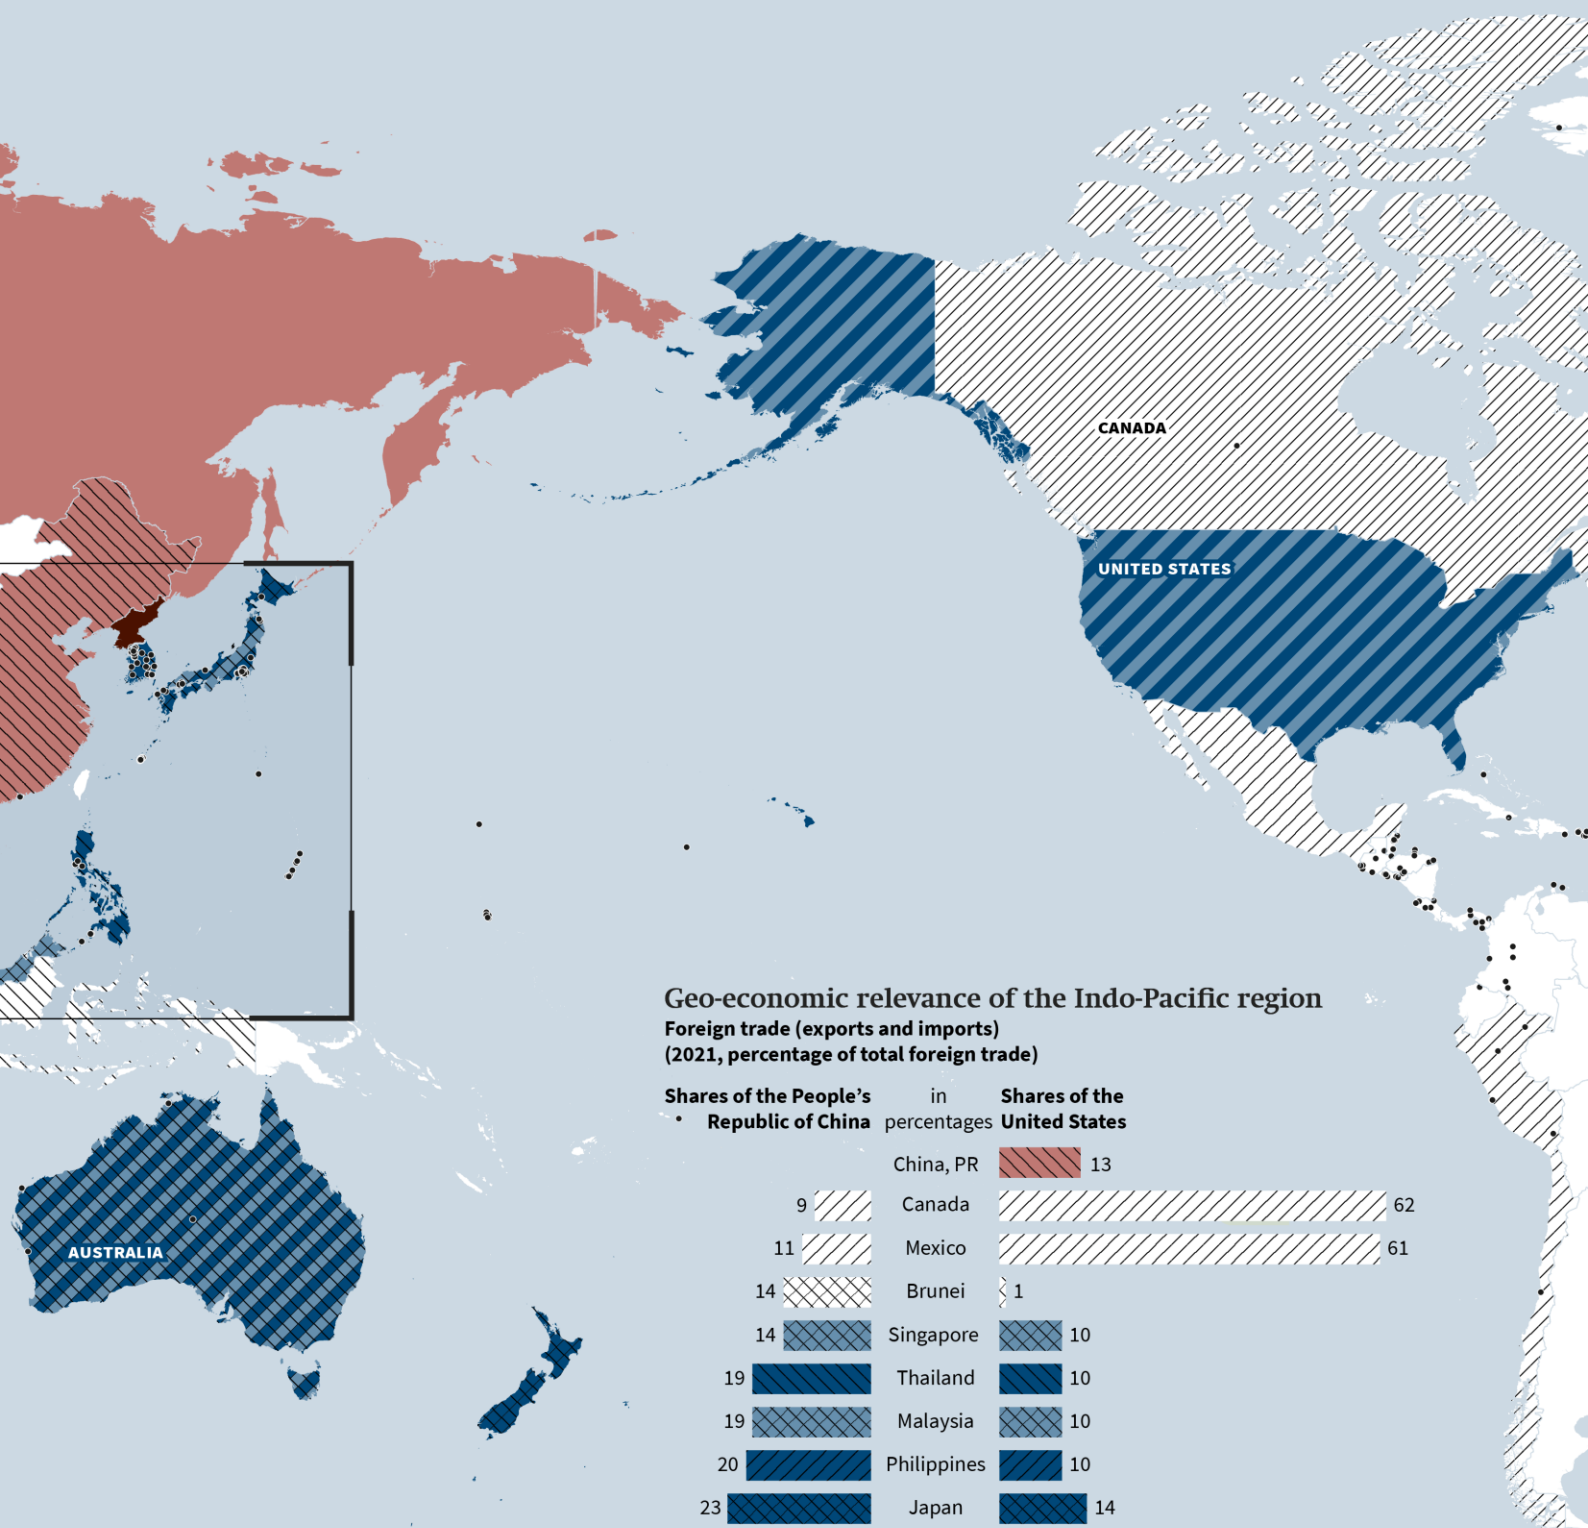 CANADA
UNITED STATES
AUSTRALIA
Geo-economic relevance of the Indo-Pacific region
Foreign trade (exports and imports)
(2021, percentage of total foreign trade)
Shares of the People's in Shares of the
Republic of China percentages United States
China, PR 13
9 Canada 62
11 Mexico 61
14 Brunei 1
14 Singapore 10
19 Thailand 10
19 Malaysia 10
20 Philippines 10
23 Japan 14